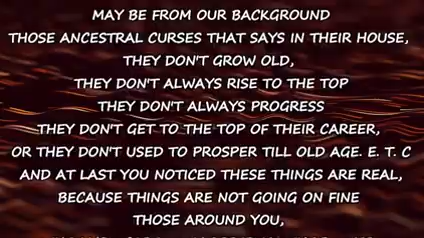 MAY BE FROM OUR BACKGROUND
THOSE ANCESTRAL CURSES THAT SAYS IN THEIR HOUSE,
THEY DON'T GROW OLD,
THEY DON'T ALWAYS RISE TO THE TOP
THEY DON'T ALWAYS PROGRESS
THEY DON'T GET TO THE TOP OF THEIR CAREER,
OR THEY DON'T USED TO PROSPER TILL OLD AGE. E. T. C
AND AT LAST YOU NOTICED THESE THINGS ARE REAL,
BECAUSE THINGS ARE NOT GOING ON FINE
THOSE AROUND YOU,